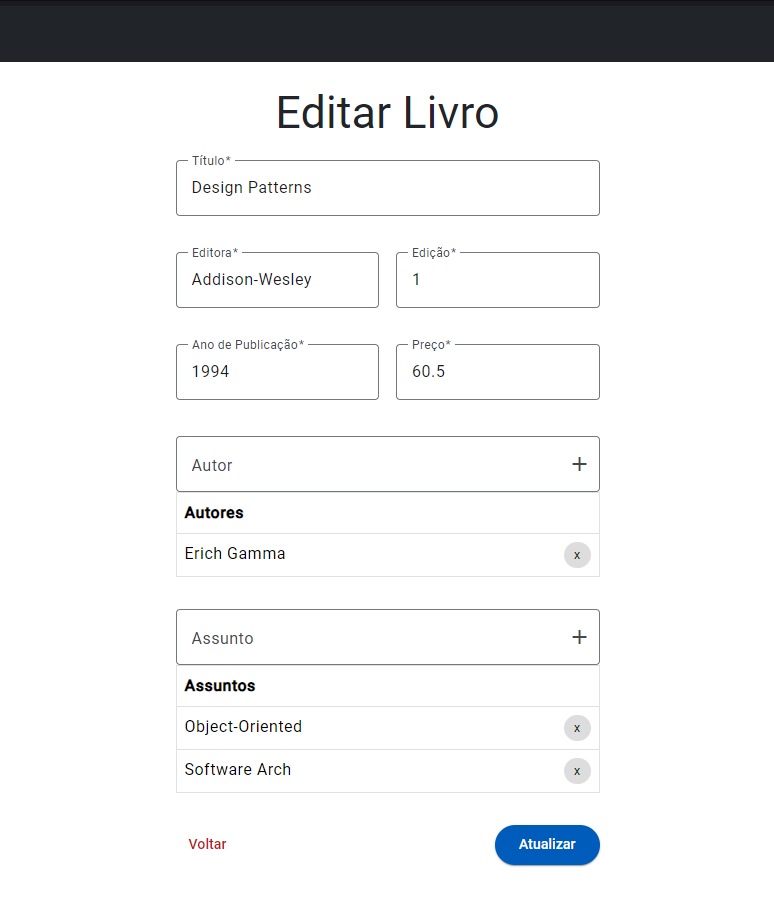 Editar Livro
Título*
Design Patterns
Editora*
Edição*
Addison-Wesley
1
Ano de Publicação*
Preço*
1994
60.5
Autor +
Autores
Erich Gamma x
Assunto +
Assuntos
Object-Oriented x
Software Arch x
Voltar Atualizar